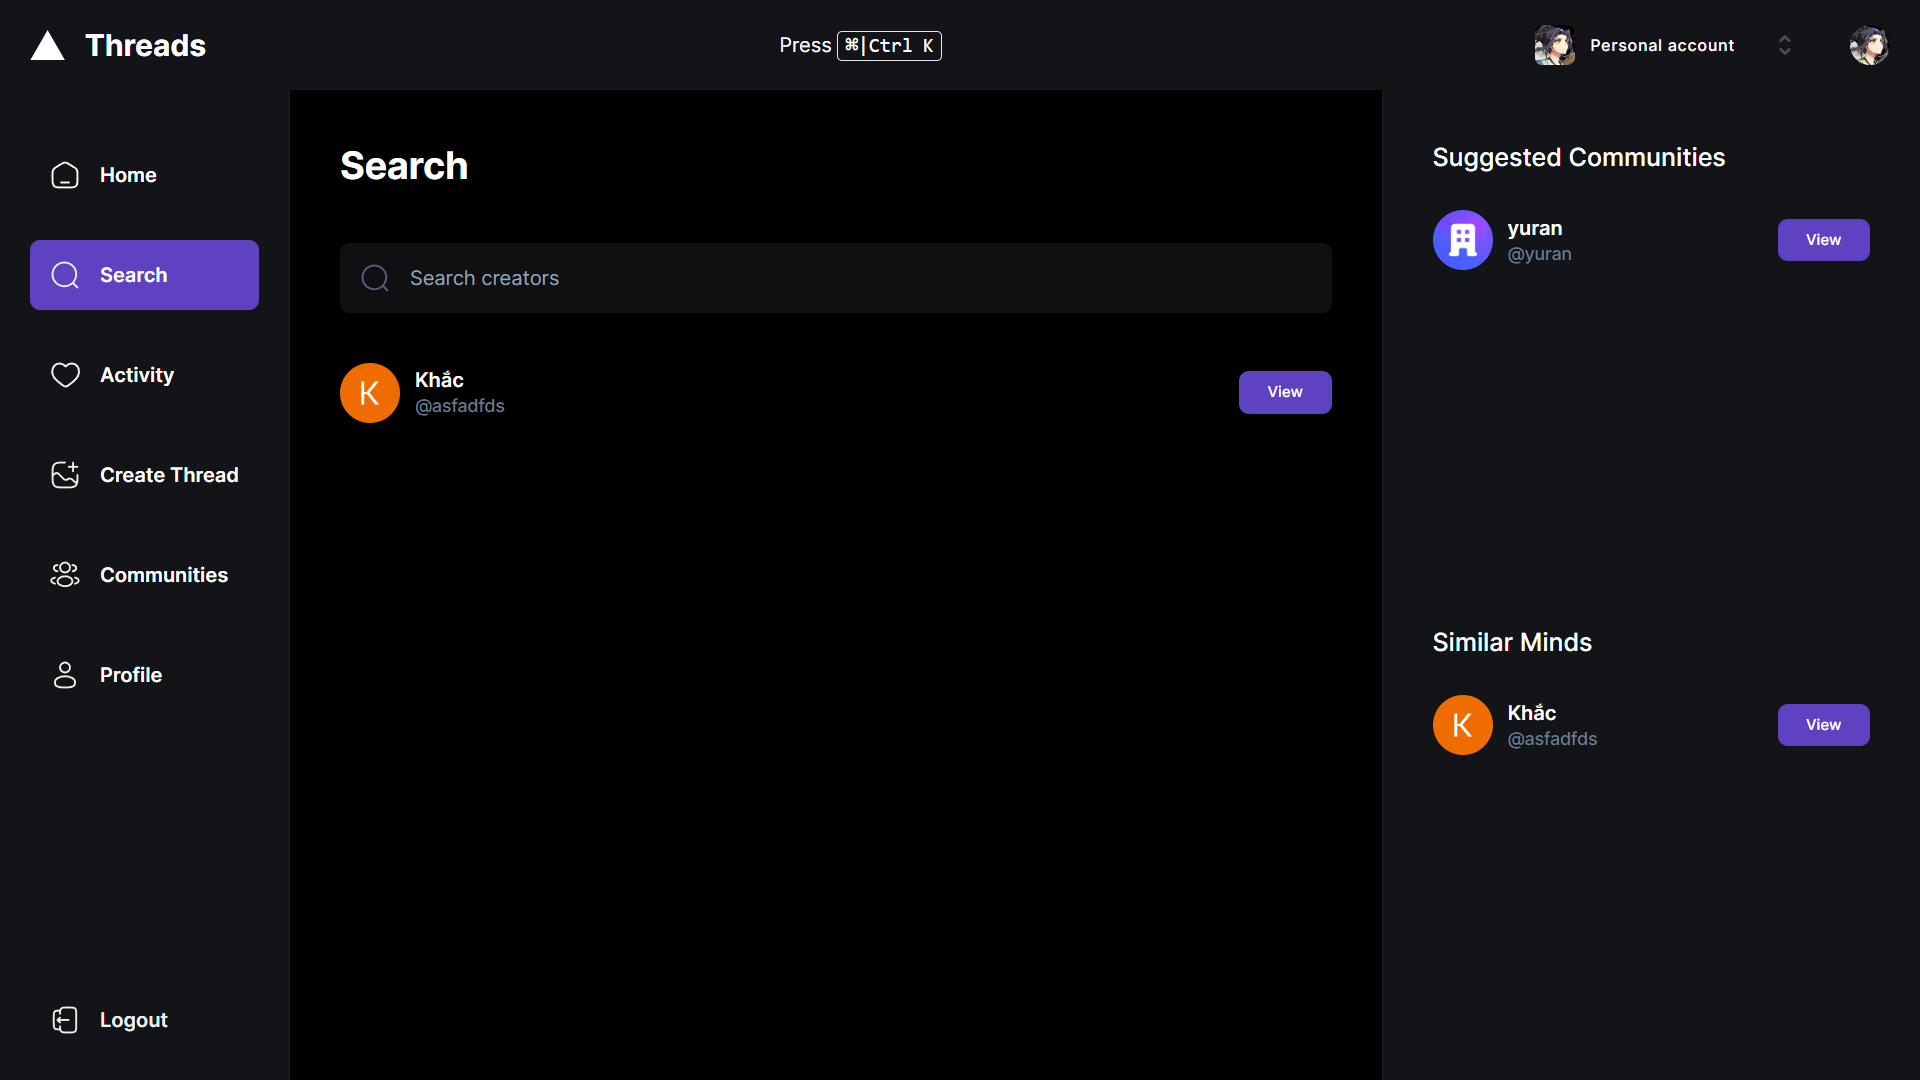 Threads
Press ⌘|Ctrl K
Personal account
Home
Search
Activity
Create Thread
Communities
Profile
Logout
Search
Search creators
K
Khắc
@asfadfds
View
Suggested Communities
yuran
@yuran
View
Similar Minds
K
Khắc
@asfadfds
View